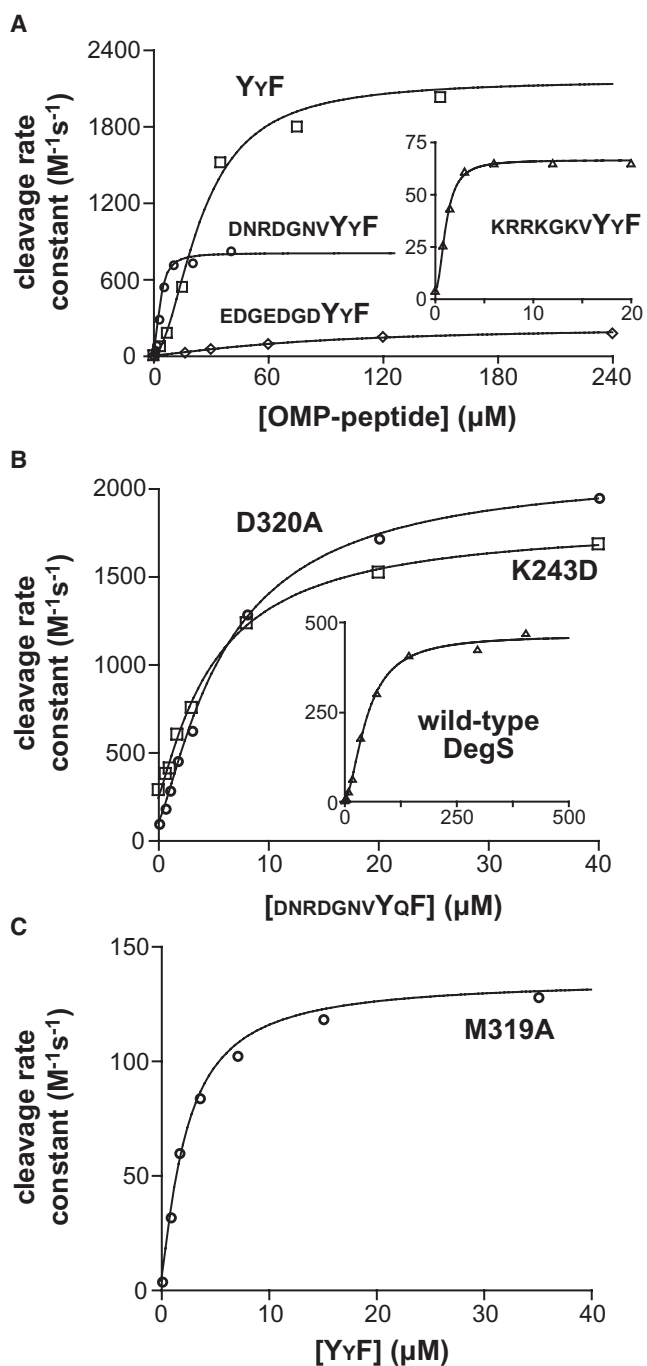 A
2400
1800
1200
600
0
cleavage rate
constant (M-1s-1)
YYF
DNRDGNVYYF
EDGEDGDYYF
75
50
25
0
KRRKGKVYYF
0
10
20
0
60
120
180
240
[OMP-peptide] (µM)
B
2000
1500
1000
500
0
cleavage rate
constant (M-1s-1)
D320A
K243D
500
250
0
wild-type
DegS
0
250
500
0
10
20
30
40
[DNRDGNVYQF] (µM)
C
150
100
50
0
cleavage rate
constant (M-1s-1)
M319A
0
10
20
30
40
[YYF] (µM)